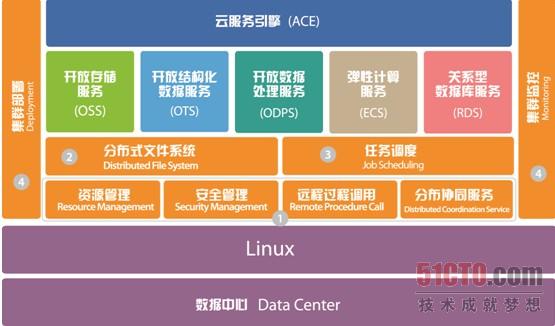 云服务引擎 (ACE)
集群部署
Deployment
4
开放存储
服务
(OSS)
开放结构化
数据服务
(OTS)
开放数据
处理服务
(ODPS)
弹性计算
服务
(ECS)
关系型
数据库服务
(RDS)
集群监控
Monitoring
4
2
分布式文件系统
Distributed File System
3
任务调度
Job Scheduling
资源管理
Resource Management
安全管理
Security Management
1
远程过程调用
Remote Procedure Call
分布协同服务
Distributed Coordination Service
Linux
51CTO.com
技术成就梦想
数据中心 Data Center